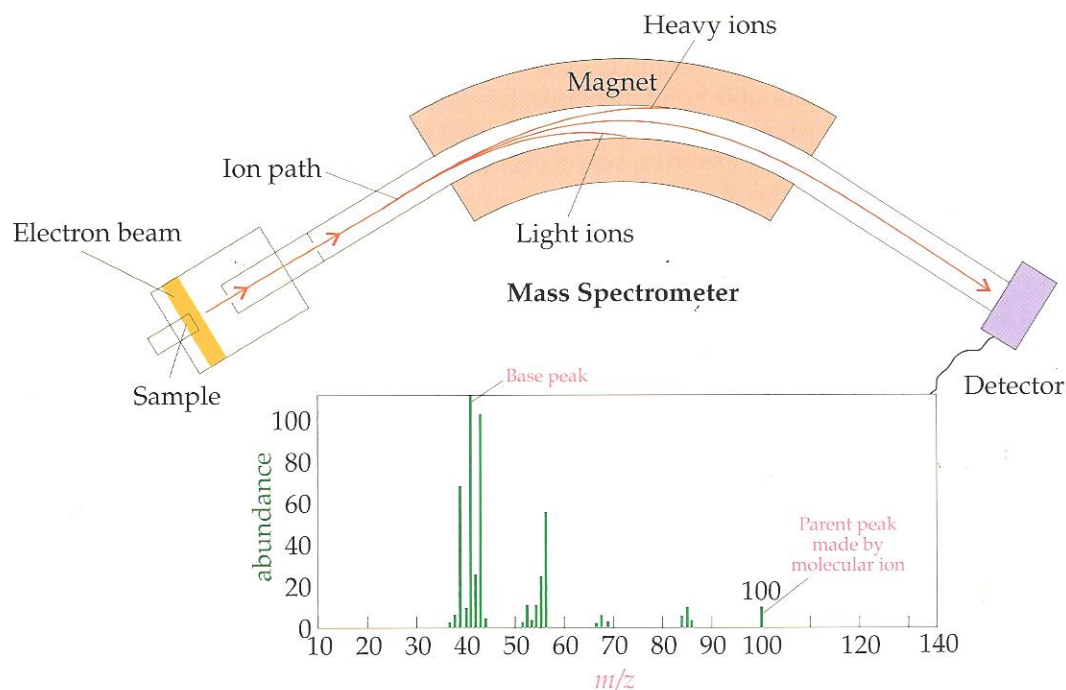 Heavy ions
Magnet
Ion path
Light ions
Electron beam
Mass Spectrometer
Sample
Detector
Base peak
100
80
60
40
20
0
abundance
Parent peak
made by
molecular ion
100
10 20 30 40 50 60 70 80 90 100 120 140
m/z